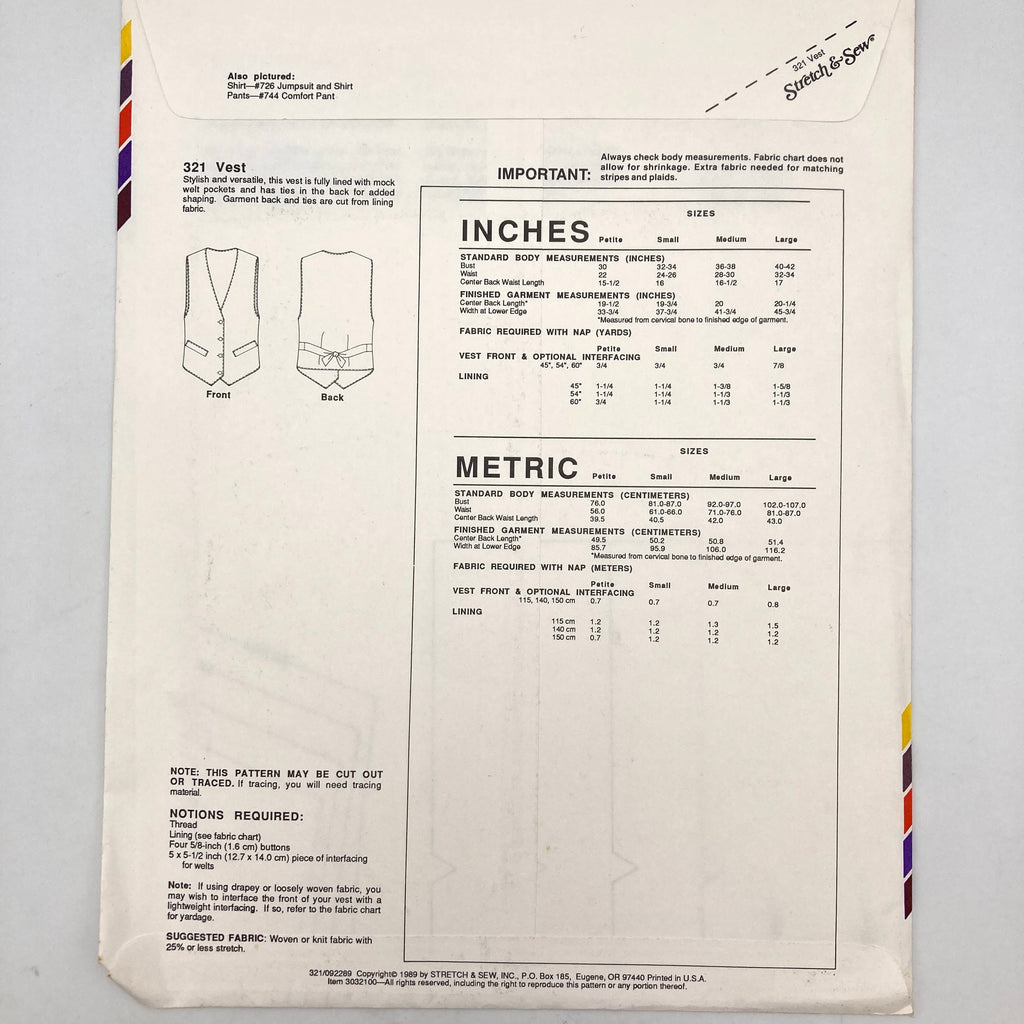 Also pictured:
Shirt—#726 Jumpsuit and Shirt
Pants—#744 Comfort Pant
321 Vest
Stretch & Sew®
321 Vest
Stylish and versatile, this vest is fully lined with mock
welt pockets and has ties in the back for added
shaping. Garment back and ties are cut from lining
fabric.
Front
Back
IMPORTANT:
Always check body measurements. Fabric chart does not
allow for shrinkage. Extra fabric needed for matching
stripes and plaids.
SIZES
INCHES Petite Small Medium Large
STANDARD BODY MEASUREMENTS (INCHES)
Bust 30 32-34 36-38 40-42
Waist 22 24-26 28-30 32-34
Center Back Waist Length 15-1/2 16 16-1/2 17
FINISHED GARMENT MEASUREMENTS (INCHES)
Center Back Length* 19-1/2 19-3/4 20 20-1/4
Width at Lower Edge 33-3/4 37-3/4 41-3/4 45-3/4
*Measured from cervical bone to finished edge of garment.
FABRIC REQUIRED WITH NAP (YARDS)
Petite Small Medium Large
VEST FRONT & OPTIONAL INTERFACING
45", 54", 60" 3/4 3/4 3/4 7/8
LINING
45" 1-1/4 1-1/4 1-3/8 1-5/8
54" 1-1/4 1-1/4 1-1/3 1-1/3
60" 3/4 1-1/4 1-1/3 1-1/3
SIZES
METRIC Petite Small Medium Large
STANDARD BODY MEASUREMENTS (CENTIMETERS)
Bust 76.0 81.0-87.0 92.0-97.0 102.0-107.0
Waist 56.0 61.0-66.0 71.0-76.0 81.0-87.0
Center Back Waist Length 39.5 40.5 42.0 43.0
FINISHED GARMENT MEASUREMENTS (CENTIMETERS)
Center Back Length* 49.5 50.2 50.8 51.4
Width at Lower Edge 85.7 95.9 106.0 116.2
*Measured from cervical bone to finished edge of garment.
FABRIC REQUIRED WITH NAP (METERS)
Petite Small Medium Large
VEST FRONT & OPTIONAL INTERFACING
115, 140, 150 cm 0.7 0.7 0.7 0.8
LINING
115 cm 1.2 1.2 1.3 1.5
140 cm 1.2 1.2 1.2 1.2
150 cm 0.7 1.2 1.2 1.2
NOTE: THIS PATTERN MAY BE CUT OUT
OR TRACED. If tracing, you will need tracing
material.
NOTIONS REQUIRED:
Thread
Lining (see fabric chart)
Four 5/8-inch (1.6 cm) buttons
5 x 5-1/2 inch (12.7 x 14.0 cm) piece of interfacing
for welts
Note: If using drapey or loosely woven fabric, you
may wish to interface the front of your vest with a
lightweight interfacing. If so, refer to the fabric chart
for yardage.
SUGGESTED FABRIC: Woven or knit fabric with
25% or less stretch.
321/092289 Copyright© 1989 by STRETCH & SEW, INC., P.O. Box 185, Eugene, OR 97440 Printed in U.S.A.
Item 3032100—All rights reserved, including the right to reproduce this pattern or any portion thereof.